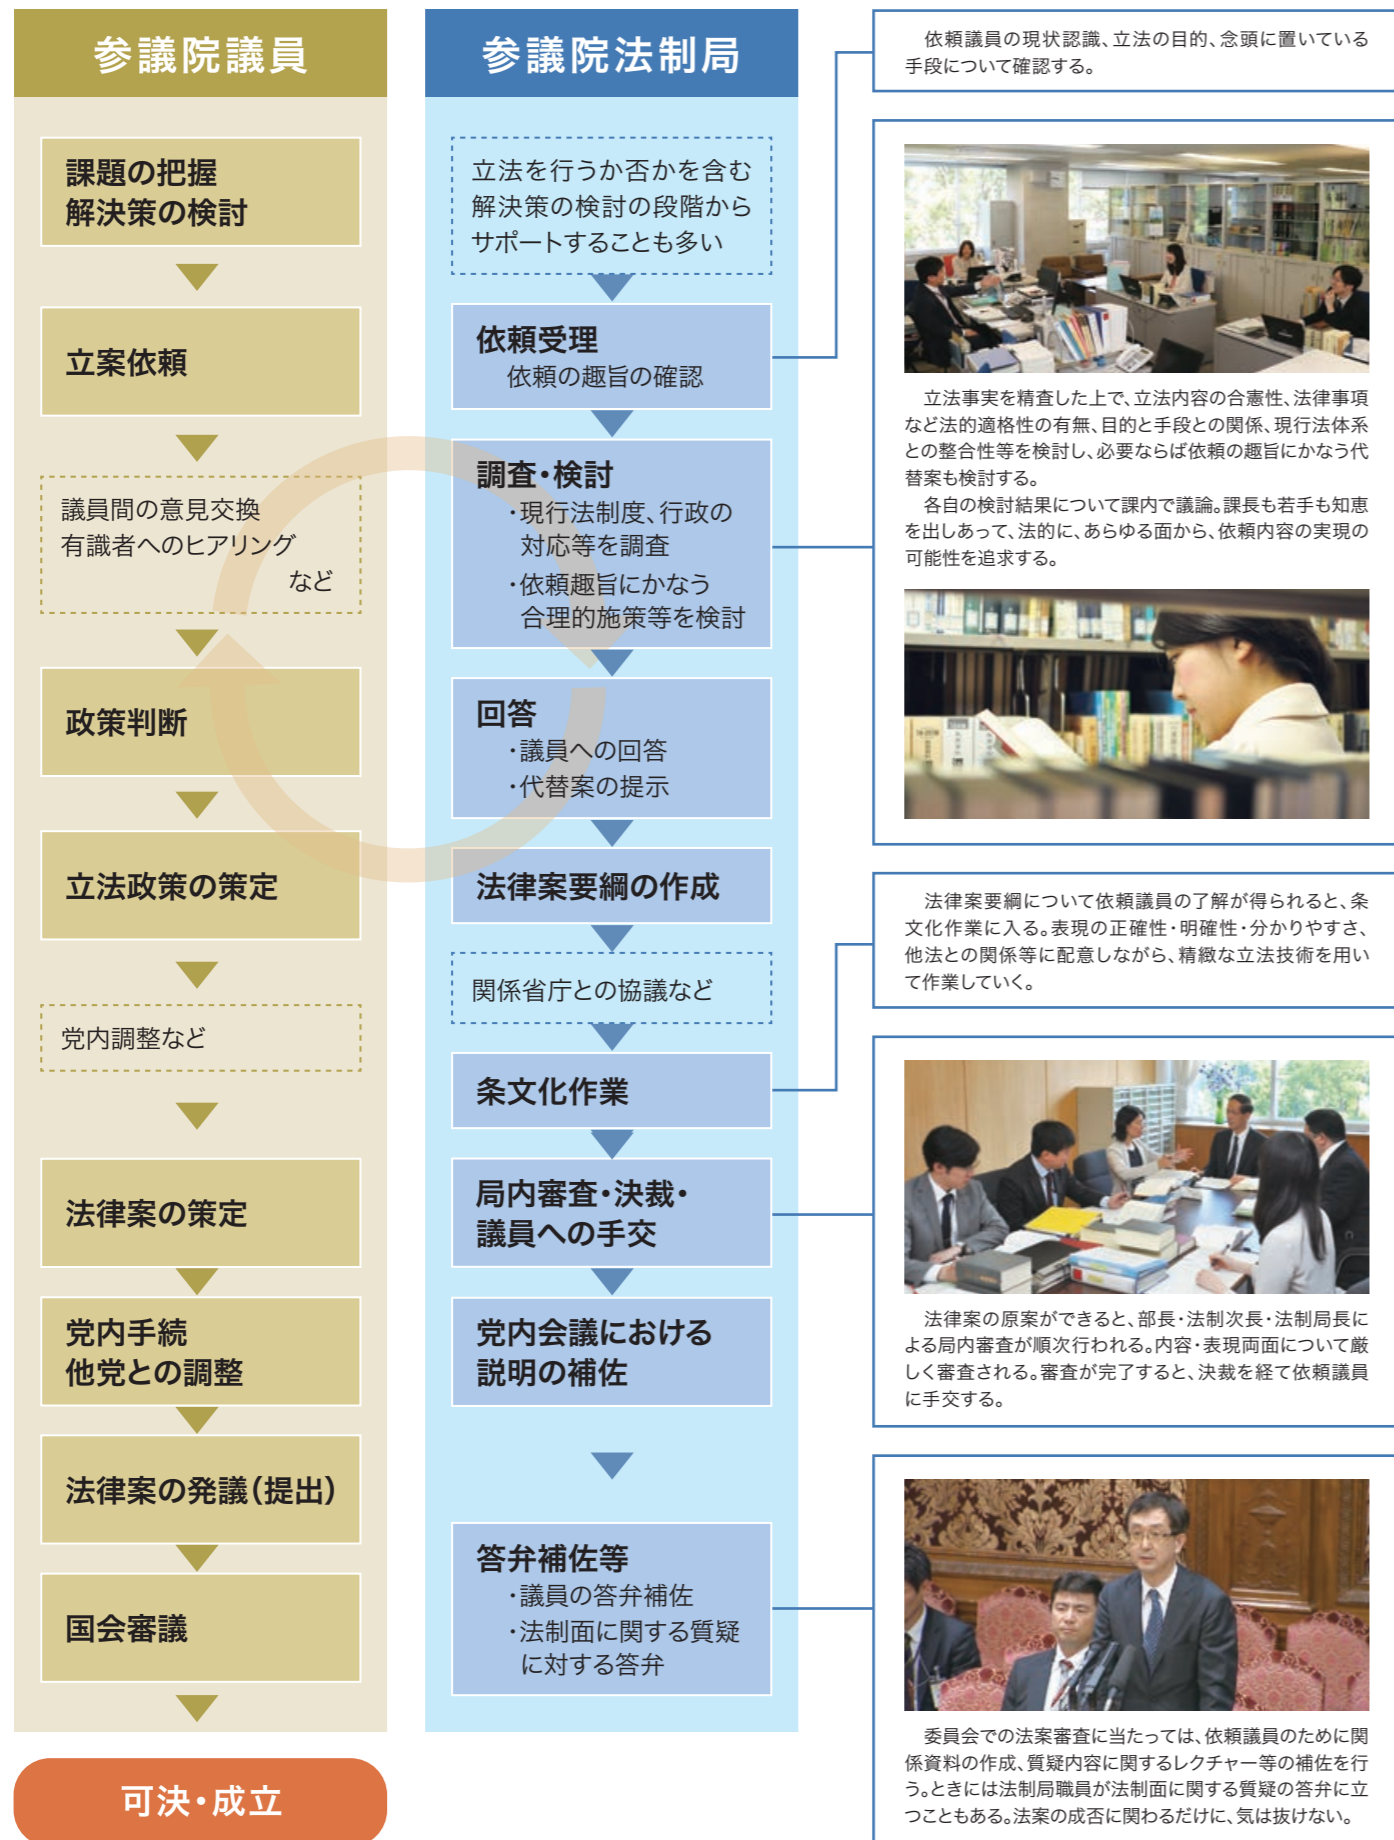 参議院議員
課題の把握
解決策の検討
立案依頼
議員間の意見交換
有識者へのヒアリング
など
政策判断
立法政策の策定
党内調整など
法律案の策定
党内手続
他党との調整
法律案の発議(提出)
国会審議
可決・成立
参議院法制局
立法を行うか否かを含む
解決策の検討の段階から
サポートすることも多い
依頼受理
依頼の趣旨の確認
調査・検討
・現行法制度、行政の
対応等を調査
・依頼趣旨にかなう
合理的施策等を検討
回答
・議員への回答
・代替案の提示
法律案要綱の作成
関係省庁との協議など
条文化作業
局内審査・決裁・
議員への手交
党内会議における
説明の補佐
答弁補佐等
・議員の答弁補佐
・法制面に関する質疑
に対する答弁
依頼議員の現状認識、立法の目的、念頭に置いている
手段について確認する。
立法事実を精査した上で、立法内容の合憲性、法律事項
など法的適格性の有無、目的と手段との関係、現行法体系
との整合性等を検討し、必要ならば依頼の趣旨にかなう代
替案も検討する。
各自の検討結果について課内で議論。課長も若手も知恵
を出しあって、法的に、あらゆる面から、依頼内容の実現の
可能性を追求する。
法律案要綱について依頼議員の了解が得られると、条
文化作業に入る。表現の正確性・明確性・分かりやすさ、
他法との関係等に配意しながら、精緻な立法技術を用い
て作業していく。
法律案の原案ができると、部長・法制次長・法制局長に
よる局内審査が順次行われる。内容・表現両面について厳
しく審査される。審査が完了すると、決裁を経て依頼議員
に手交する。
委員会での法案審査に当たっては、依頼議員のために関
係資料の作成、質疑内容に関するレクチャー等の補佐を行
う。ときには法制局職員が法制面に関する質疑の答弁に立
つこともある。法案の成否に関わるだけに、気は抜けない。